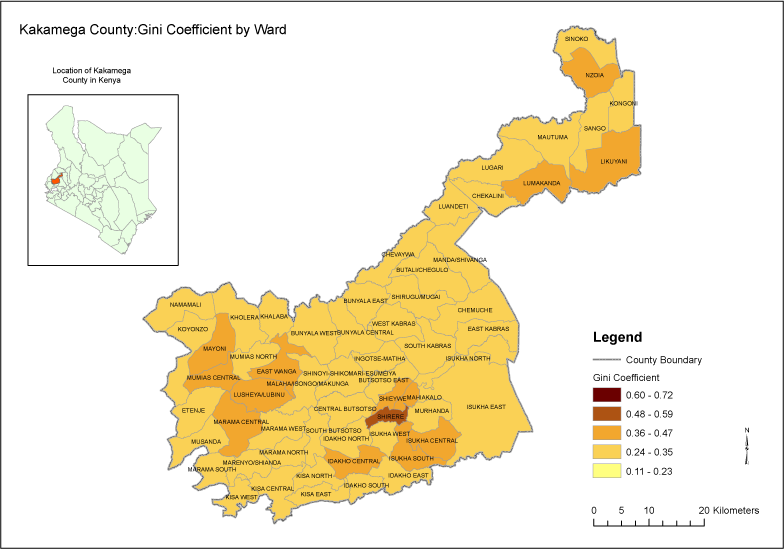 Kakamega County:Gini Coefficient by Ward
Location of Kakamega
County in Kenya
SINOKO
NZOIA
KONGONI
SANGO
MAUTUMA
LIKUYANI
LUGARI
LUMAKANDA
CHEKALINI
LUANDETI
CHEVAYWA
MANDA/SHIVANGA
BUTALI/CHEGULO
SHIRUGU/MUGAI
BUNYALA EAST
NAMAMALI
CHEMUCHE
KHOLERA
KHALABA
WEST KABRAS
KOYONZO
EAST KABRAS
BUNYALA WEST
BUNYALA CENTRAL
SOUTH KABRAS
MAYONI
MUMIAS NORTH
INGOTSE-MATIHA
ISUKHA NORTH
EAST WANGA
SHINOYI-SHIKOMARI-ESUMEYIA
MUMIAS CENTRAL
MALAHA/ISONGO/MAKUNGA
BUTSOTSO EAST
LUSHEYA/LUBINU
SHIEYWE
MAHIAKALO
ETENJE
CENTRAL BUTSOTSO
MURHANDA
ISUKHA EAST
SHIRERE
MARAMA CENTRAL
MARAMA WEST
SOUTH BUTSOTSO
ISUKHA WEST
IDAKHO NORTH
ISUKHA CENTRAL
MUSANDA
MARAMA NORTH
ISUKHA SOUTH
MARENYO/SHIANDA
IDAKHO CENTRAL
MARAMA SOUTH
KISA NORTH
IDAKHO EAST
KISA CENTRAL
IDAKHO SOUTH
KISA WEST
KISA EAST
Legend
County Boundary
Gini Coefficient
0.60 - 0.72
0.48 - 0.59
0.36 - 0.47
0.24 - 0.35
0.11 - 0.23
N
0 5 10 20 Kilometers